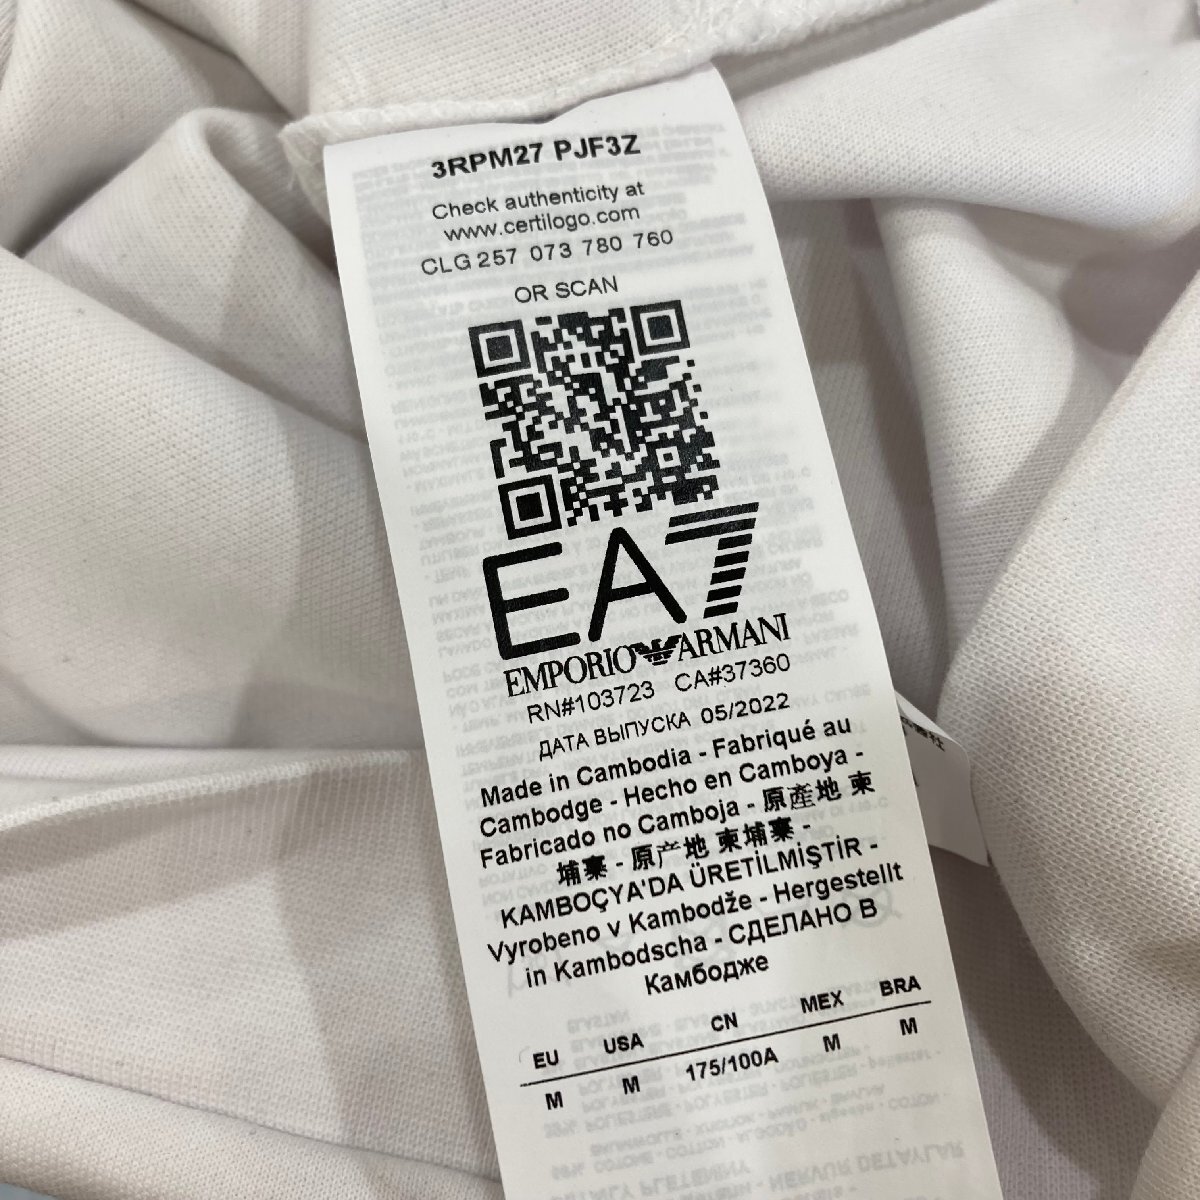 3RPM27 PJF3Z
Check authenticity at
www.certilogo.com
CLG 257 073 780 760
OR SCAN
EA7
EMPORIO ARMANI
RN#103723 CA#37360
ДАТА ВЫПУСКА 05/2022
Made in Cambodia - Fabriqué au
Cambodge - Hecho en Camboya -
Fabricado no Camboja - 原產地 柬
埔寨 - 原产地 柬埔寨 -
KAMBOÇYA'DA ÜRETİLMİŞTİR -
Vyrobeno v Kambodže - Hergestellt
in Kambodscha - СДЕЛАНО В
Камбодже
EU USA CN MEX BRA
M M 175/100A M M